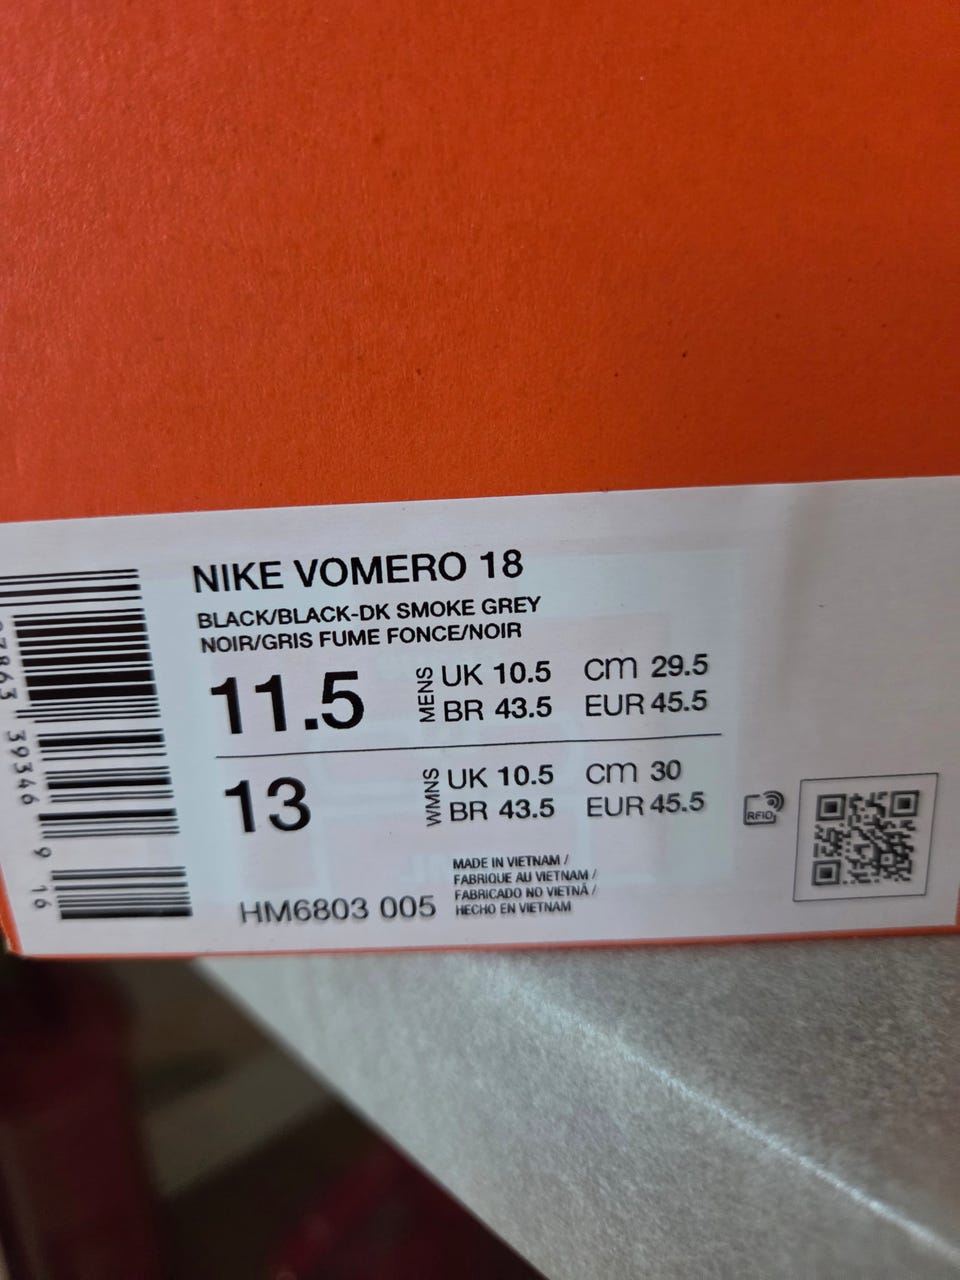 NIKE VOMERO 18
BLACK/BLACK-DK SMOKE GREY
NOIR/GRIS FUME FONCE/NOIR
11.5 MENS UK 10.5 cm 29.5
BR 43.5 EUR 45.5
13 WMNS UK 10.5 cm 30
BR 43.5 EUR 45.5
RFID
HM6803 005
MADE IN VIETNAM /
FABRIQUE AU VIETNAM /
FABRICADO NO VIETNÃ /
HECHO EN VIETNAM
39346 9 16